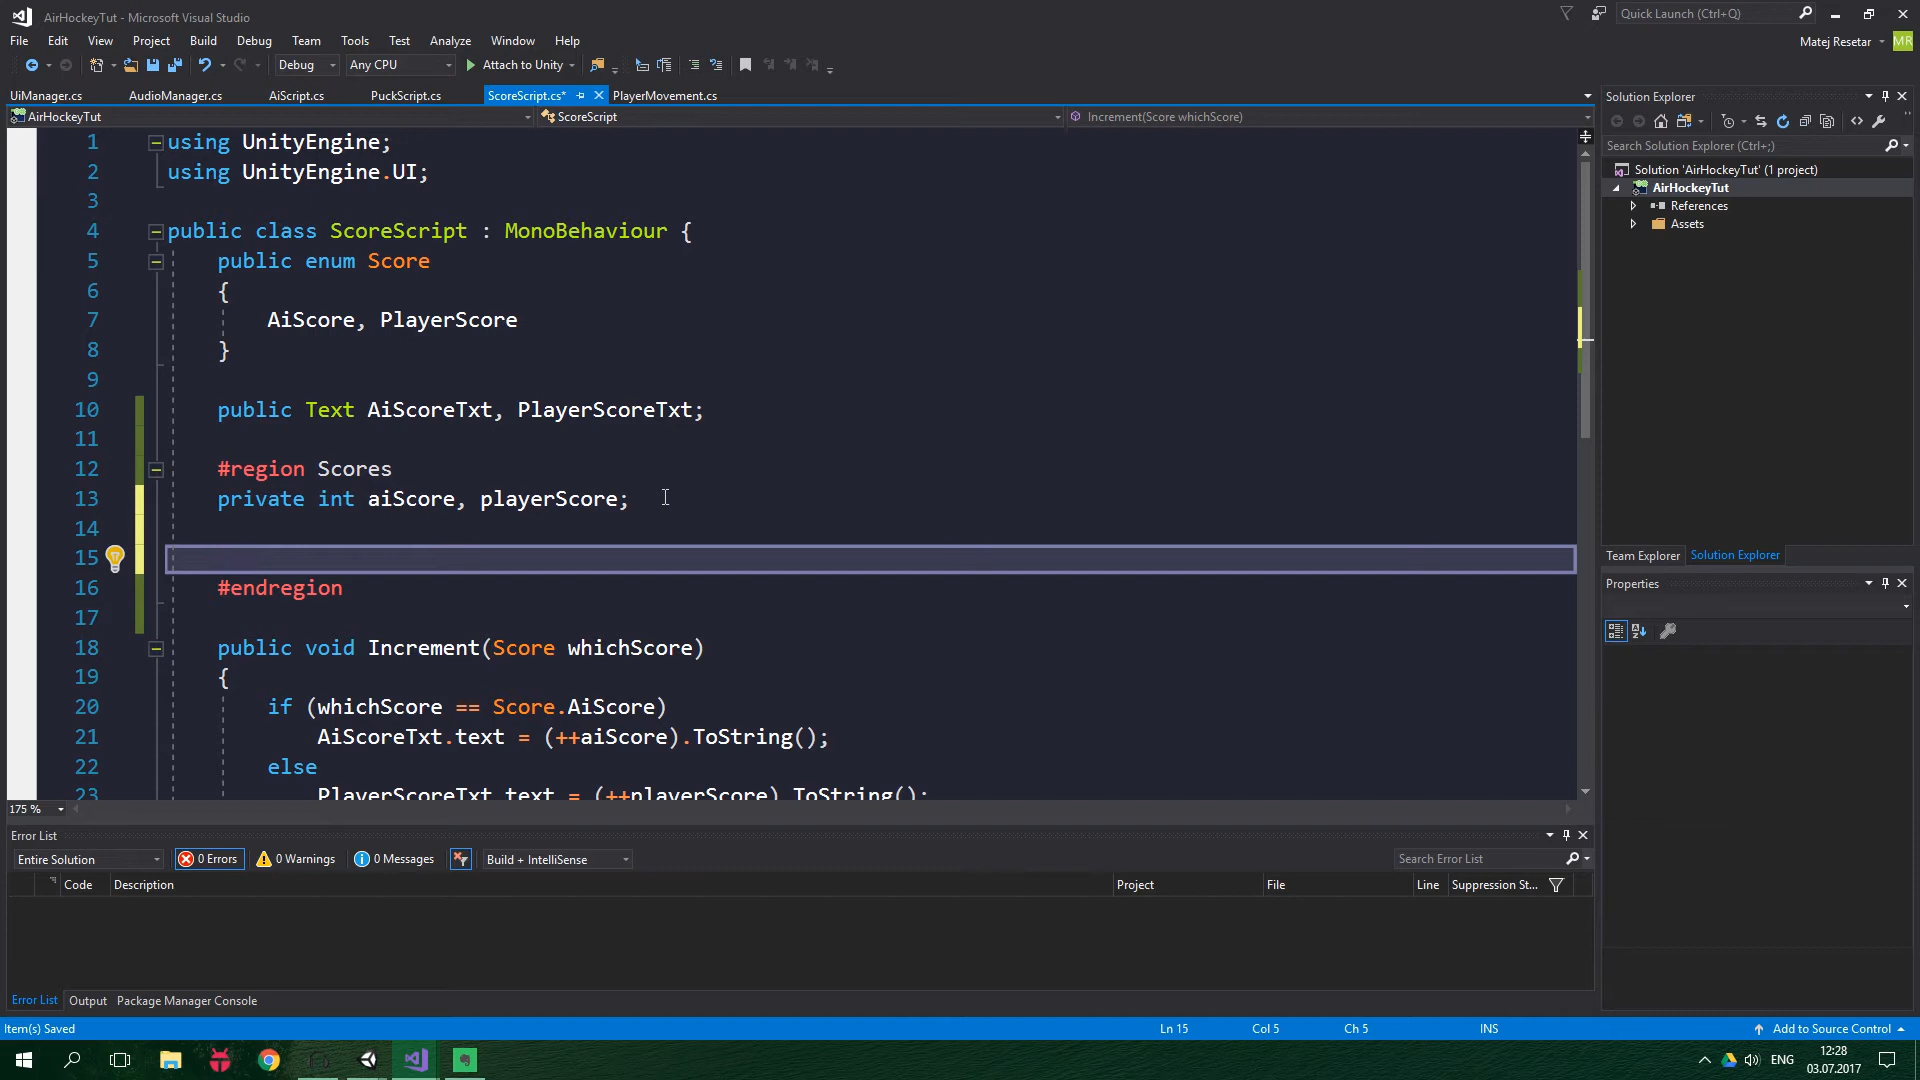 AirHockeyTut - Microsoft Visual Studio
Quick Launch (Ctrl+Q)
File Edit View Project Build Debug Team Tools Test Analyze Window Help
Matej Resetar MR
Debug Any CPU Attach to Unity
UiManager.cs AudioManager.cs AiScript.cs PuckScript.cs ScoreScript.cs* PlayerMovement.cs
AirHockeyTut ScoreScript Increment(Score whichScore)
1 using UnityEngine;
2 using UnityEngine.UI;
3
4 public class ScoreScript : MonoBehaviour {
5 public enum Score
6 {
7 AiScore, PlayerScore
8 }
9
10 public Text AiScoreTxt, PlayerScoreTxt;
11
12 #region Scores
13 private int aiScore, playerScore;
14
15
16 #endregion
17
18 public void Increment(Score whichScore)
19 {
20 if (whichScore == Score.AiScore)
21 AiScoreTxt.text = (++aiScore).ToString();
22 else
23 PlayerScoreTxt.text = (++playerScore).ToString();
175 %
Solution Explorer
Search Solution Explorer (Ctrl+;)
Solution 'AirHockeyTut' (1 project)
AirHockeyTut
References
Assets
Team Explorer Solution Explorer
Properties
Error List
Entire Solution 0 Errors 0 Warnings 0 Messages Build + IntelliSense Search Error List
Code Description Project File Line Suppression St...
Error List Output Package Manager Console
Item(s) Saved Ln 15 Col 5 Ch 5 INS Add to Source Control
ENG 12:28
03.07.2017